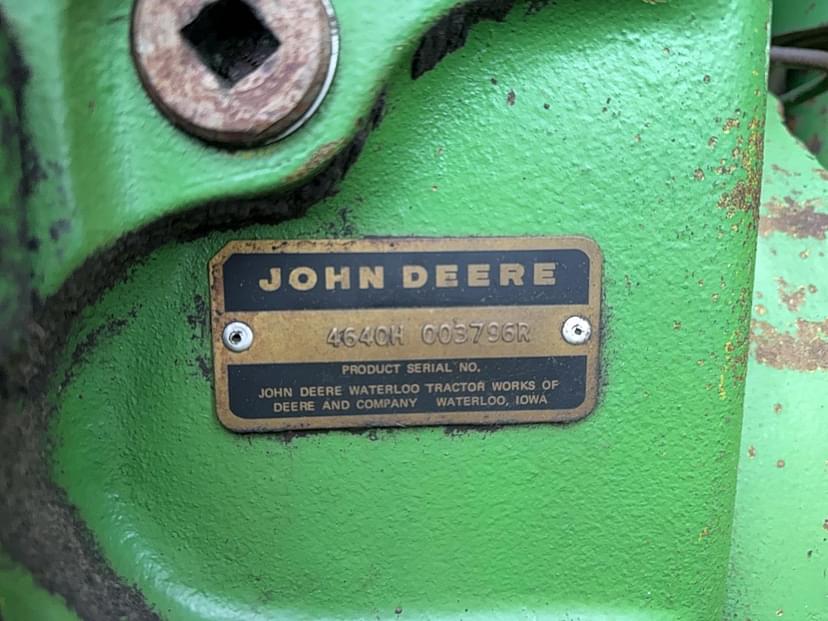 JOHN DEERE
4640H 003796R
PRODUCT SERIAL NO.
JOHN DEERE WATERLOO TRACTOR WORKS OF
DEERE AND COMPANY WATERLOO, IOWA